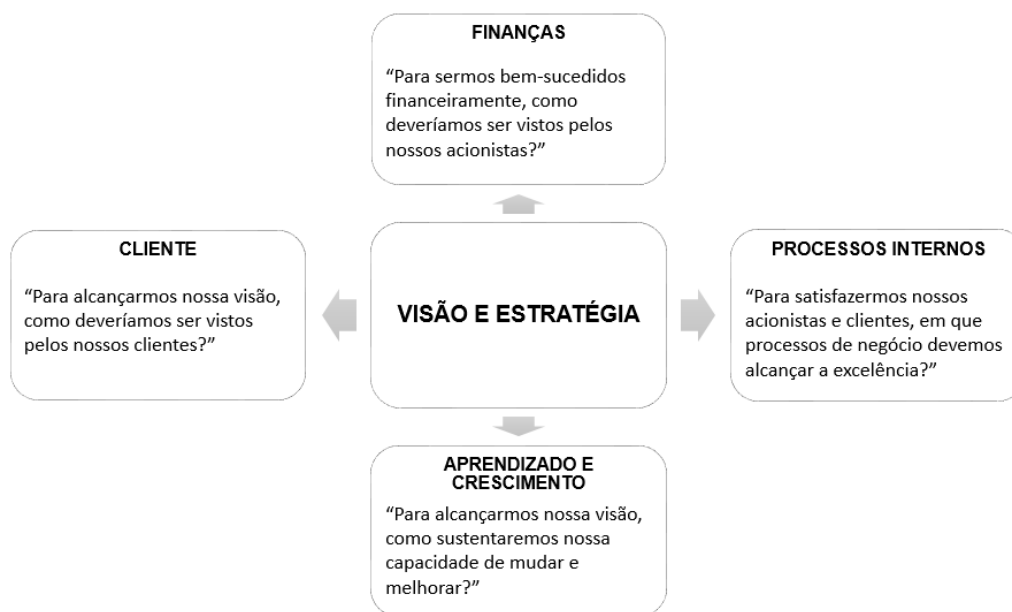 FINANÇAS
“Para sermos bem-sucedidos
financeiramente, como
deveríamos ser vistos pelos
nossos acionistas?”
CLIENTE
“Para alcançarmos nossa visão,
como deveríamos ser vistos
pelos nossos clientes?”
VISÃO E ESTRATÉGIA
PROCESSOS INTERNOS
“Para satisfazermos nossos
acionistas e clientes, em que
processos de negócio devemos
alcançar a excelência?”
APRENDIZADO E
CRESCIMENTO
“Para alcançarmos nossa visão,
como sustentaremos nossa
capacidade de mudar e
melhorar?”